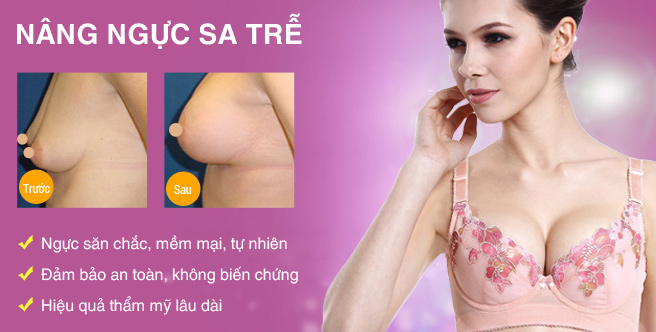 NÂNG NGỰC SA TRỄ
Trước
Sau
Ngực săn chắc, mềm mại, tự nhiên
Đảm bảo an toàn, không biến chứng
Hiệu quả thẩm mỹ lâu dài